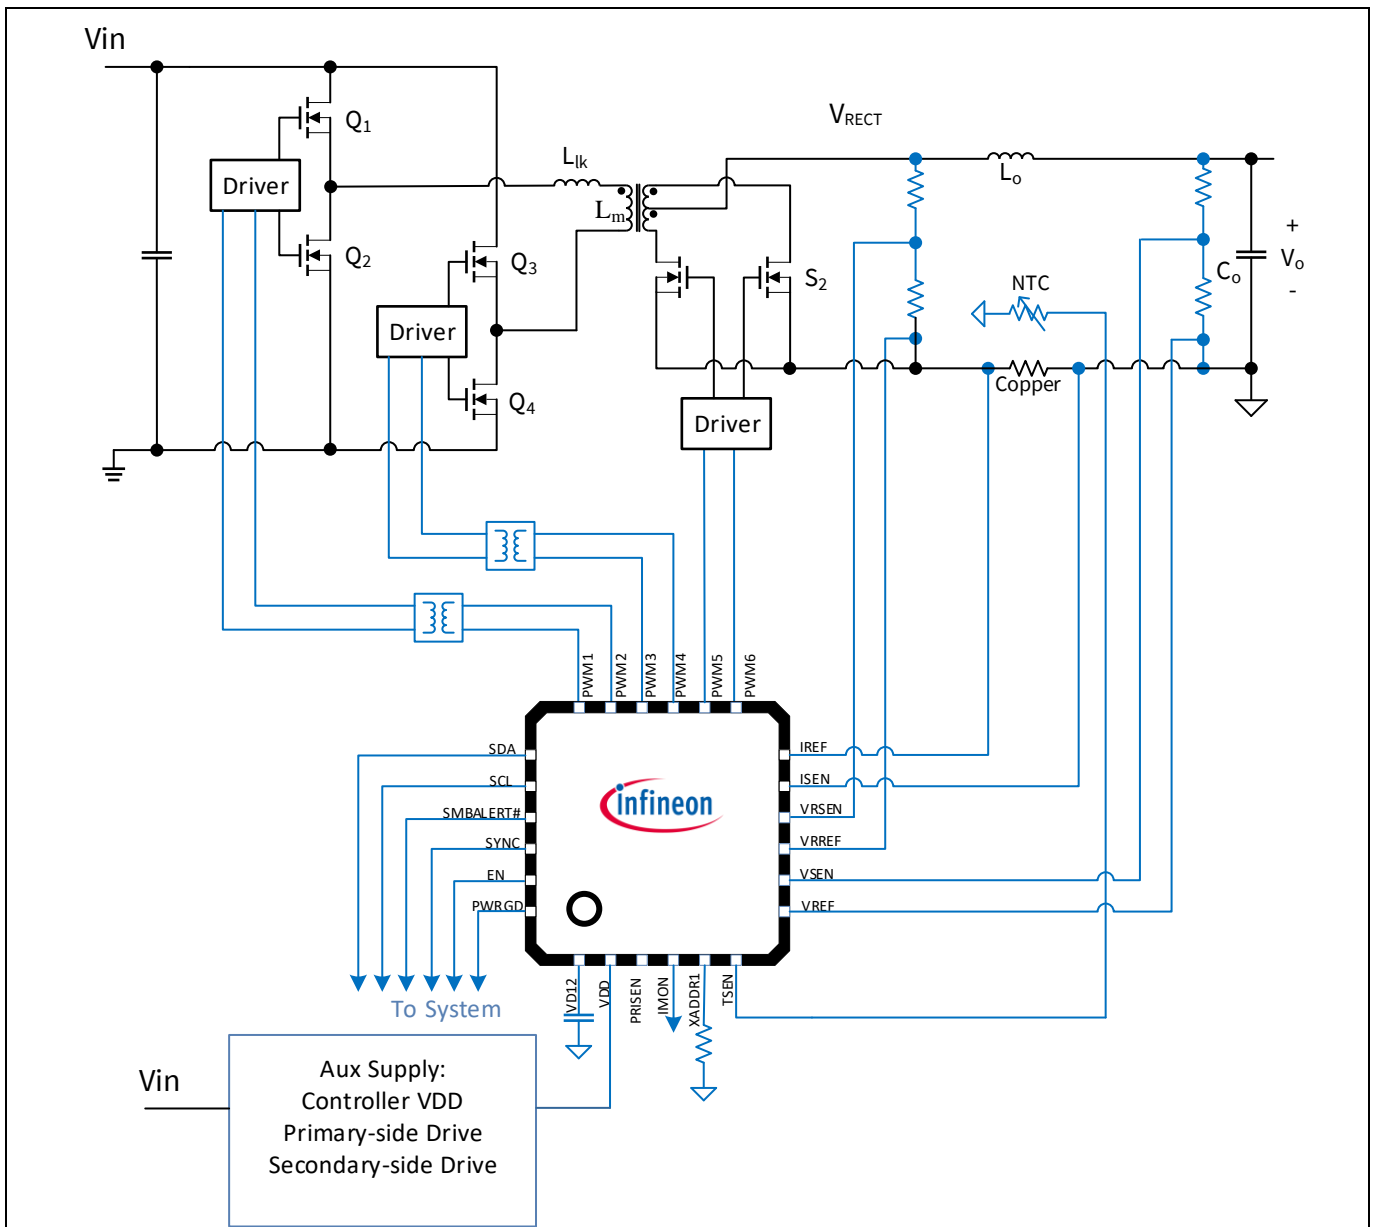 Vin
Q1
VRECT
Llk
Lo
Driver
Lm
Q2
Q3
S2
NTC
Co
+
Vo
-
Driver
Copper
Q4
Driver
PWM1
PWM2
PWM3
PWM4
PWM5
PWM6
SDA
SCL
SMBALERT#
SYNC
EN
PWRGD
infineon
IREF
ISEN
VRSEN
VRREF
VSEN
VREF
VD12
VDD
PRISEN
IMON
XADDR1
TSEN
To System
Vin
Aux Supply:
Controller VDD
Primary-side Drive
Secondary-side Drive